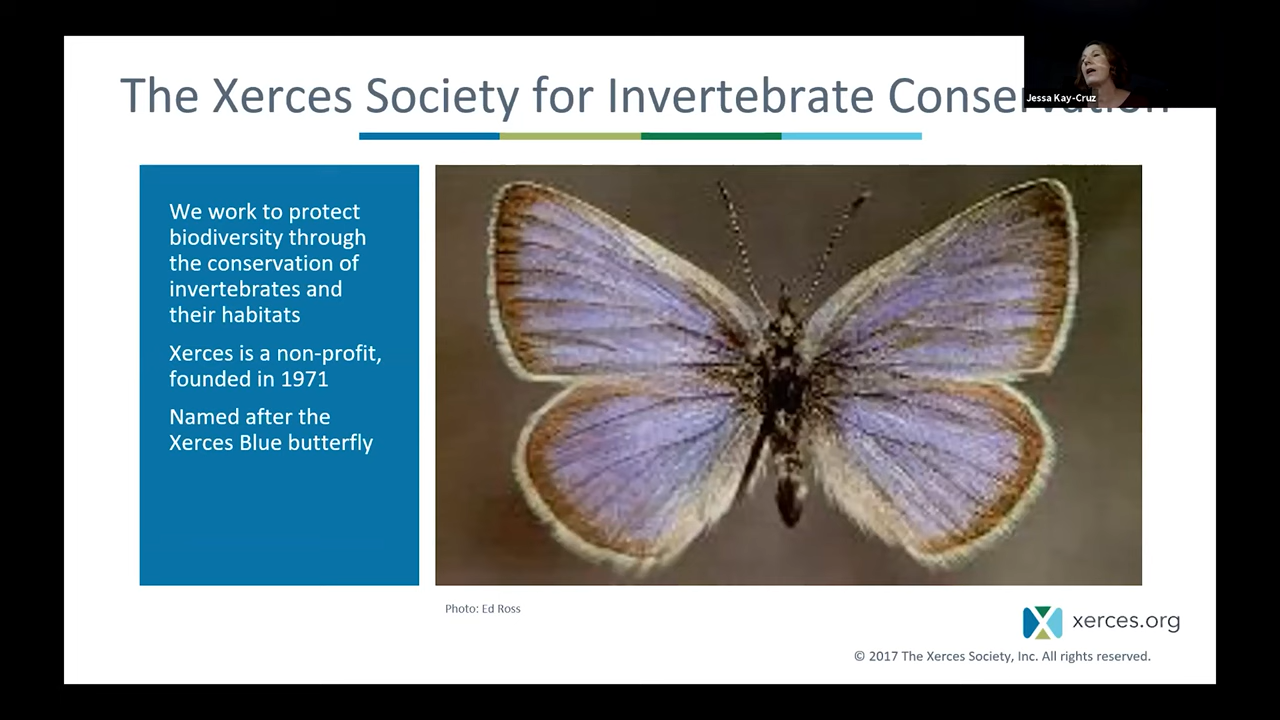 The Xerces Society for Invertebrate Conservation
Jessa Kay-Cruz
We work to protect
biodiversity through
the conservation of
invertebrates and
their habitats
Xerces is a non-profit,
founded in 1971
Named after the
Xerces Blue butterfly
Photo: Ed Ross
xerces.org
© 2017 The Xerces Society, Inc. All rights reserved.